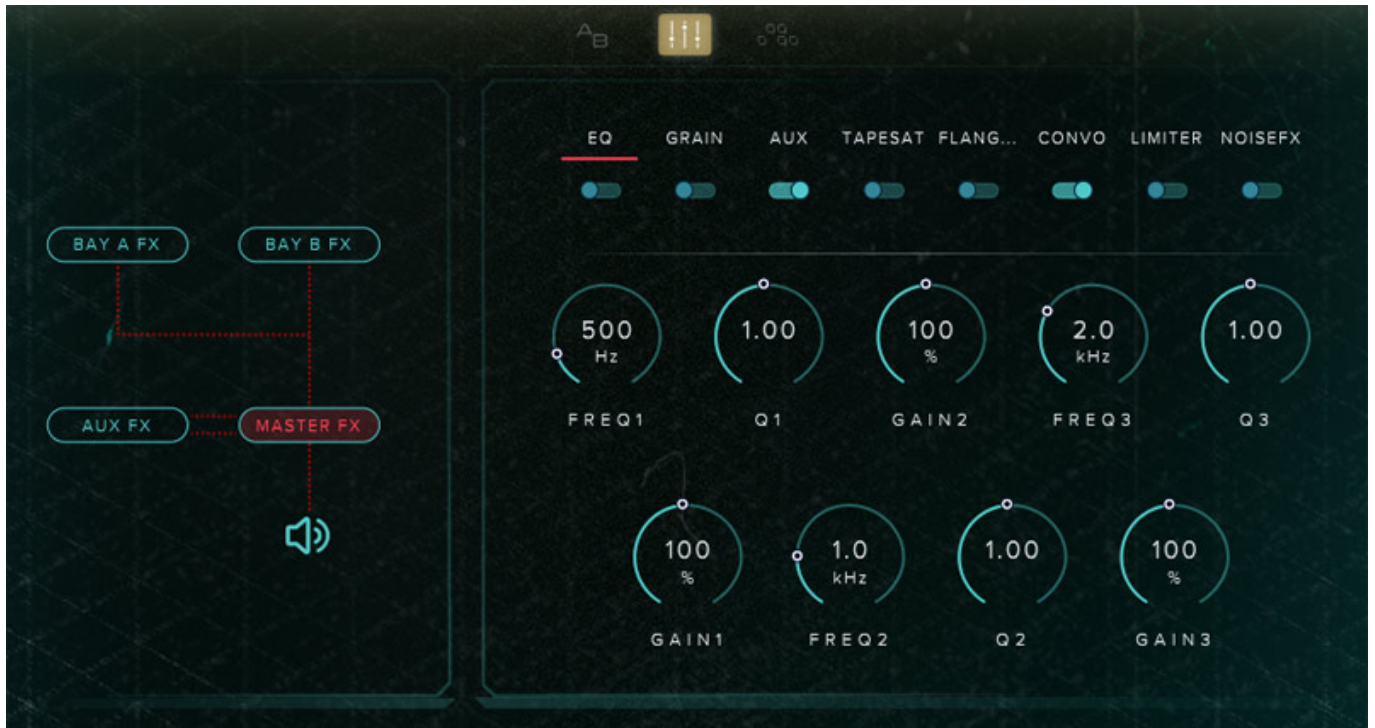 AB
EQ GRAIN AUX TAPESAT FLANG... CONVO LIMITER NOISEFX
BAY A FX BAY B FX
500 1.00 100 2.0 1.00
Hz % kHz
FREQ1 Q1 GAIN2 FREQ3 Q3
AUX FX MASTER FX
100 1.0 1.00 100
% kHz %
GAIN1 FREQ2 Q2 GAIN3